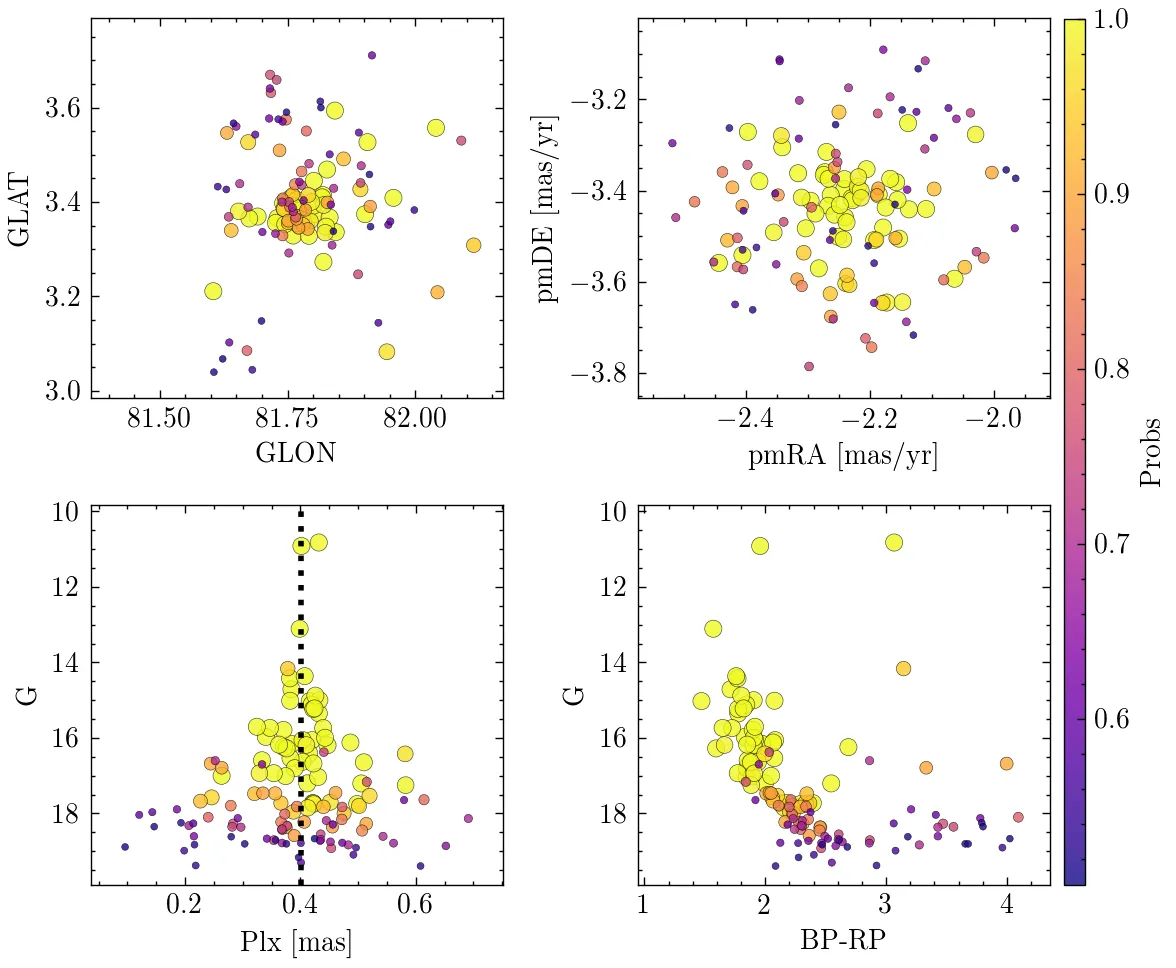 3.6
3.4
3.2
3.0
GLAT
81.50 81.75 82.00
GLON
−3.2
−3.4
−3.6
−3.8
pmDE [mas/yr]
−2.4 −2.2 −2.0
pmRA [mas/yr]
1.0
0.9
0.8
0.7
0.6
Probs
10
12
14
16
18
G
0.2 0.4 0.6
Plx [mas]
10
12
14
16
18
G
1 2 3 4
BP-RP